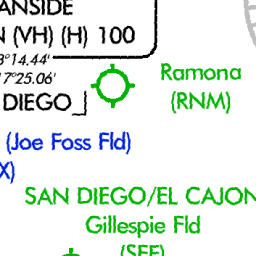 ANSIDE
N (VH) (H) 100
3°14.44'
17°25.06'
DIEGO
Ramona
(RNM)
(Joe Foss Fld)
X)
SAN DIEGO/EL CAJON
Gillespie Fld
(SEE)